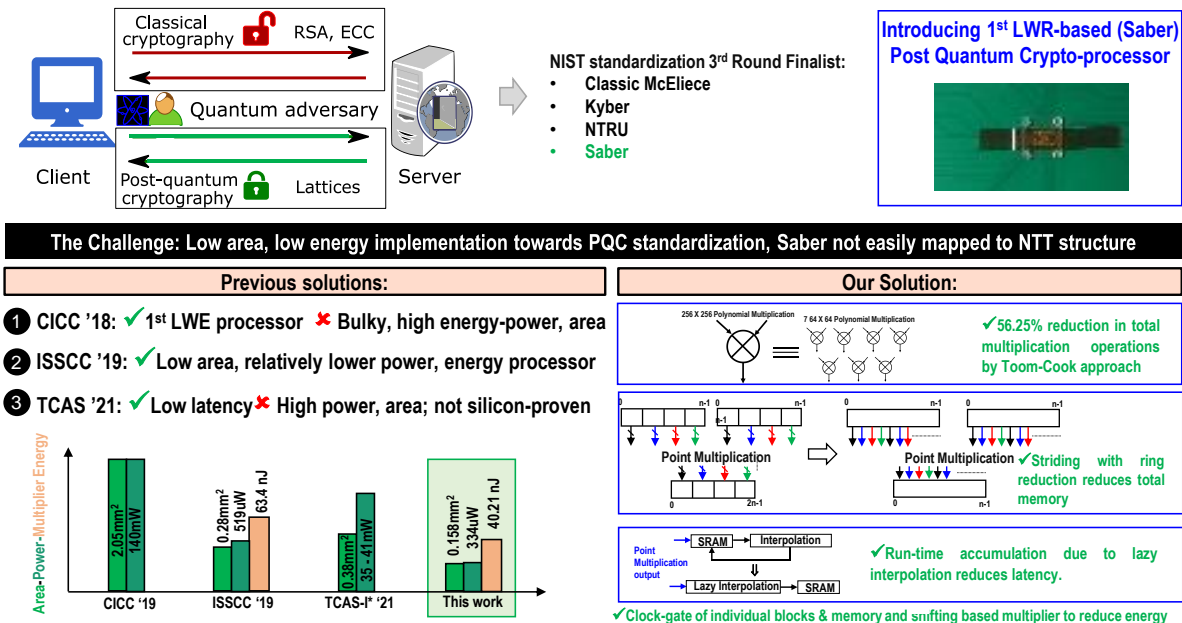 Classical
cryptography
RSA, ECC
Quantum adversary
Client
Post-quantum
cryptography
Lattices
Server
NIST standardization 3rd Round Finalist:
• Classic McEliece
• Kyber
• NTRU
• Saber
Introducing 1st LWR-based (Saber)
Post Quantum Crypto-processor
The Challenge: Low area, low energy implementation towards PQC standardization, Saber not easily mapped to NTT structure
Previous solutions:
1 CICC '18: ✓1st LWE processor ✘ Bulky, high energy-power, area
2 ISSCC '19: ✓Low area, relatively lower power, energy processor
3 TCAS '21: ✓Low latency✘ High power, area; not silicon-proven
Area-Power-Multiplier Energy
2.05mm2
140mW
0.28mm2
519uW
63.4 nJ
0.38mm2
35 - 41mW
0.158mm2
334uW
40.21 nJ
CICC '19
ISSCC '19
TCAS-I* '21
This work
Our Solution:
256 X 256 Polynomial Multiplication
7 64 X 64 Polynomial Multiplication
✓56.25% reduction in total
multiplication operations
by Toom-Cook approach
0
n-1
0
n-1
n-1
Point Multiplication
0
2n-1
0
n-1
0
n-1
Point Multiplication
0
n-1
✓Striding with ring
reduction reduces total
memory
Point
Multiplication
output
SRAM
Interpolation
Lazy Interpolation
SRAM
✓Run-time accumulation due to lazy
interpolation reduces latency.
✓Clock-gate of individual blocks & memory and shifting based multiplier to reduce energy